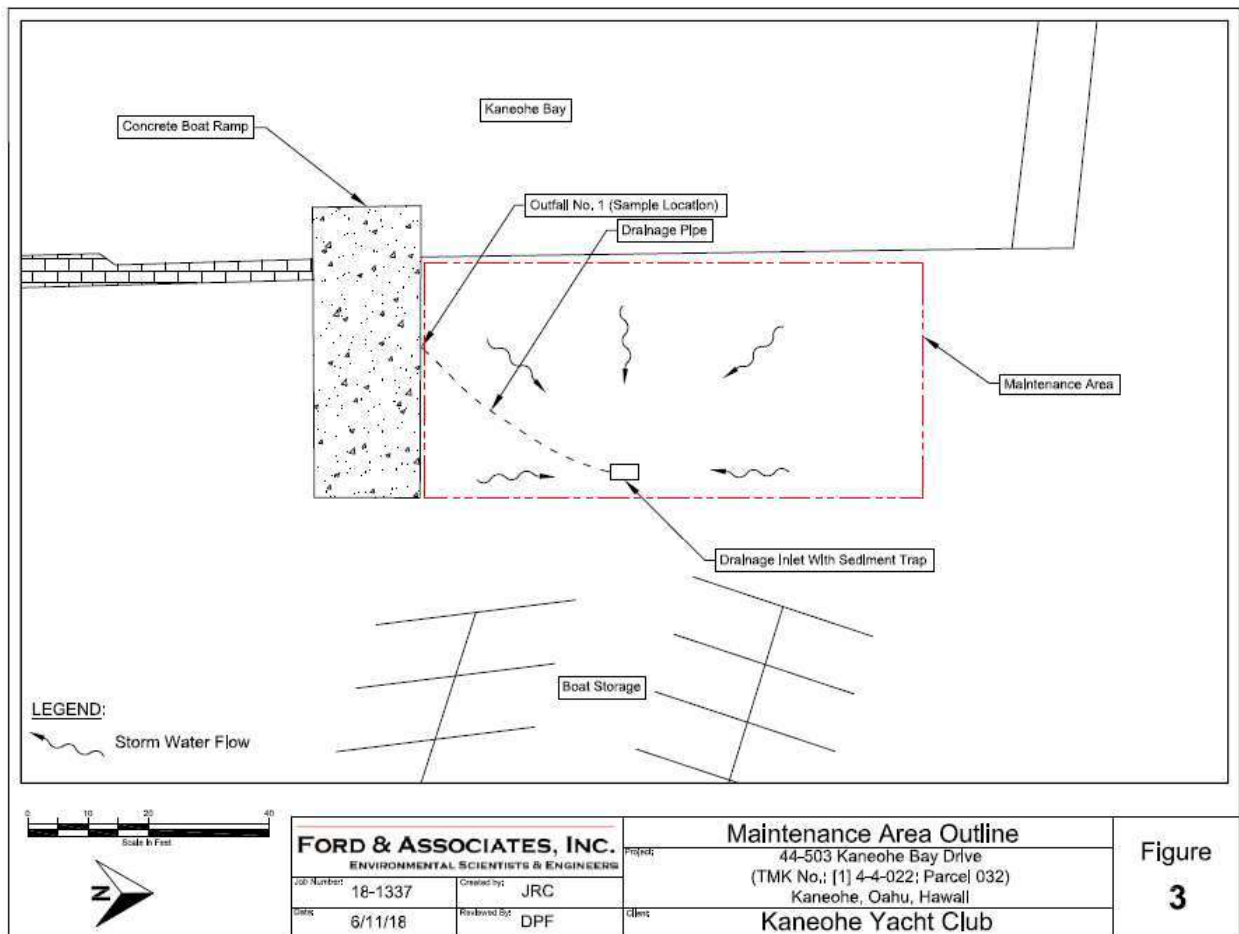 Kaneohe Bay
Concrete Boat Ramp
Outfall No. 1 (Sample Location)
Drainage Pipe
Maintenance Area
Drainage Inlet With Sediment Trap
Boat Storage
LEGEND:
Storm Water Flow
0 10 20 40
Scale in Feet
N
FORD & ASSOCIATES, INC.
ENVIRONMENTAL SCIENTISTS & ENGINEERS
Job Number: 18-1337
Created by: JRC
Date: 6/11/18
Reviewed By: DPF
Maintenance Area Outline
Project: 44-503 Kaneohe Bay Drive
(TMK No.: [1] 4-4-022: Parcel 032)
Kaneohe, Oahu, Hawaii
Client: Kaneohe Yacht Club
Figure
3